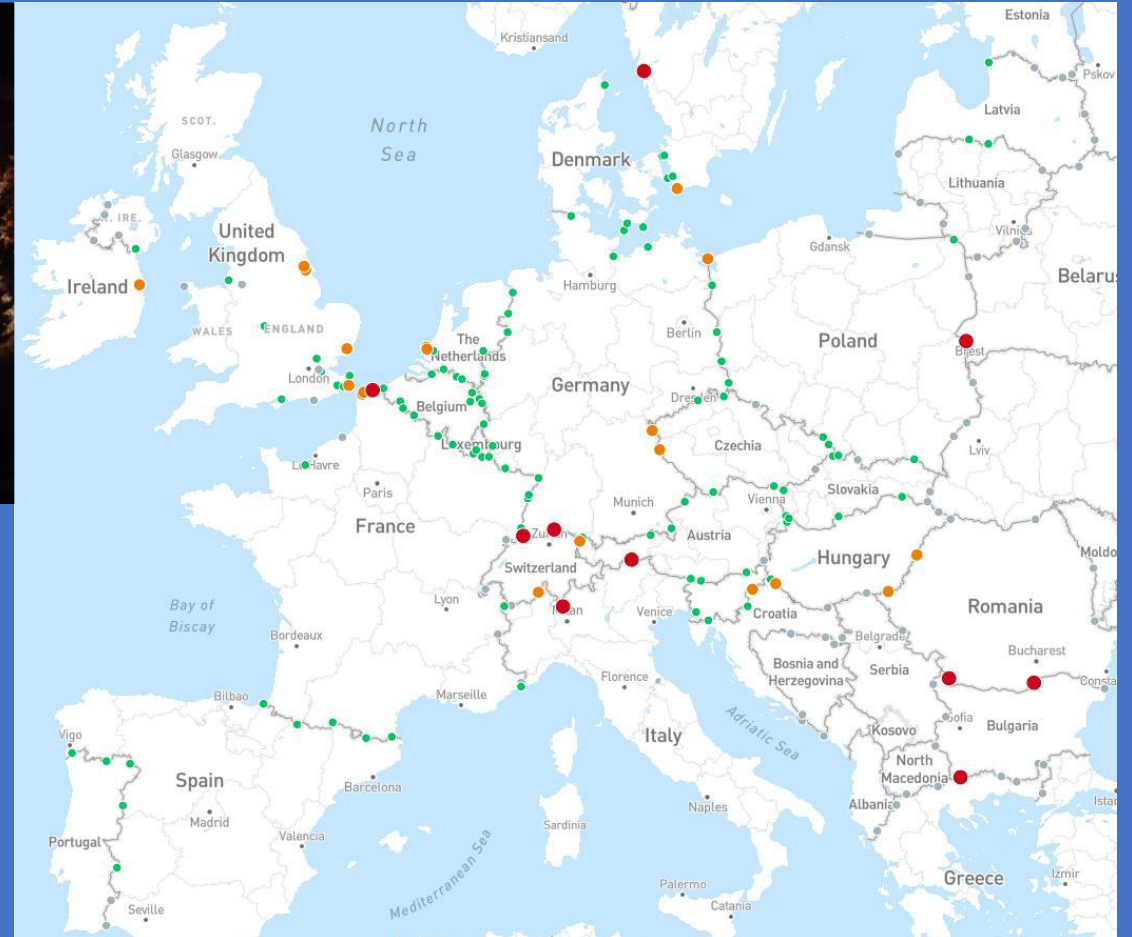 Estonia
Kristiansand
Pskov
SCOT.
North
Sea
Latvia
Glasgow
Denmark
Lithuania
IRE.
United
Kingdom
Vilnius
Gdansk
Ireland
Hamburg
Belarus
WALES
ENGLAND
Berlin
The
Netherlands
Poland
Brest
London
Germany
Belgium
Dresden
Luxembourg
Czechia
Lviv
Le Havre
Paris
Slovakia
Munich
Vienna
France
Zurich
Austria
Hungary
Moldo
Switzerland
Lyon
Milan
Venice
Croatia
Romania
Bay of
Biscay
Bordeaux
Belgrade
Bucharest
Bosnia and
Herzegovina
Serbia
Consta
Florence
Marseille
Bilbao
Adriatic Sea
Sofia
Bulgaria
Vigo
Italy
Kosovo
North
Macedonia
Spain
Barcelona
Istan
Naples
Albania
Madrid
Sardinia
Valencia
Portugal
Mediterranean Sea
Greece
Izmir
Palermo
Catania
Seville